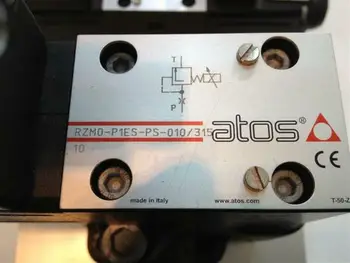 T
P
RZMO-P1ES-PS-010/315
10
atos
CE
made in Italy
www.atos.com
T-50-Z